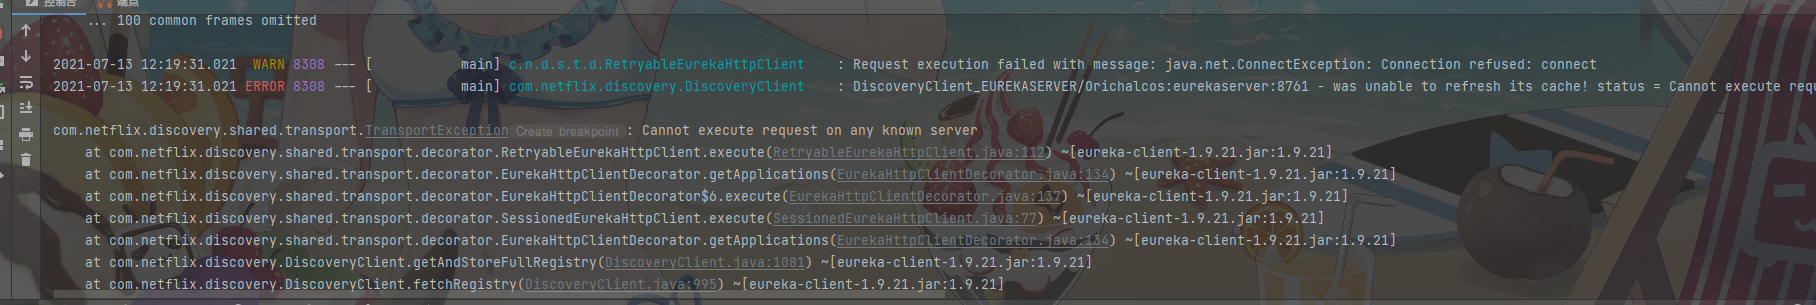 控制台 端点
... 100 common frames omitted
2021-07-13 12:19:31.021  WARN 8308 --- [           main] c.n.d.s.t.d.RetryableEurekaHttpClient    : Request execution failed with message: java.net.ConnectException: Connection refused: connect
2021-07-13 12:19:31.021 ERROR 8308 --- [           main] com.netflix.discovery.DiscoveryClient    : DiscoveryClient_EUREKASERVER/Orichalcos:eurekaserver:8761 - was unable to refresh its cache! status = Cannot execute requ
com.netflix.discovery.shared.transport.TransportException Create breakpoint : Cannot execute request on any known server
at com.netflix.discovery.shared.transport.decorator.RetryableEurekaHttpClient.execute(RetryableEurekaHttpClient.java:112) ~[eureka-client-1.9.21.jar:1.9.21]
at com.netflix.discovery.shared.transport.decorator.EurekaHttpClientDecorator.getApplications(EurekaHttpClientDecorator.java:134) ~[eureka-client-1.9.21.jar:1.9.21]
at com.netflix.discovery.shared.transport.decorator.EurekaHttpClientDecorator$6.execute(EurekaHttpClientDecorator.java:137) ~[eureka-client-1.9.21.jar:1.9.21]
at com.netflix.discovery.shared.transport.decorator.SessionedEurekaHttpClient.execute(SessionedEurekaHttpClient.java:77) ~[eureka-client-1.9.21.jar:1.9.21]
at com.netflix.discovery.shared.transport.decorator.EurekaHttpClientDecorator.getApplications(EurekaHttpClientDecorator.java:134) ~[eureka-client-1.9.21.jar:1.9.21]
at com.netflix.discovery.DiscoveryClient.getAndStoreFullRegistry(DiscoveryClient.java:1081) ~[eureka-client-1.9.21.jar:1.9.21]
at com.netflix.discovery.DiscoveryClient.fetchRegistry(DiscoveryClient.java:995) ~[eureka-client-1.9.21.jar:1.9.21]